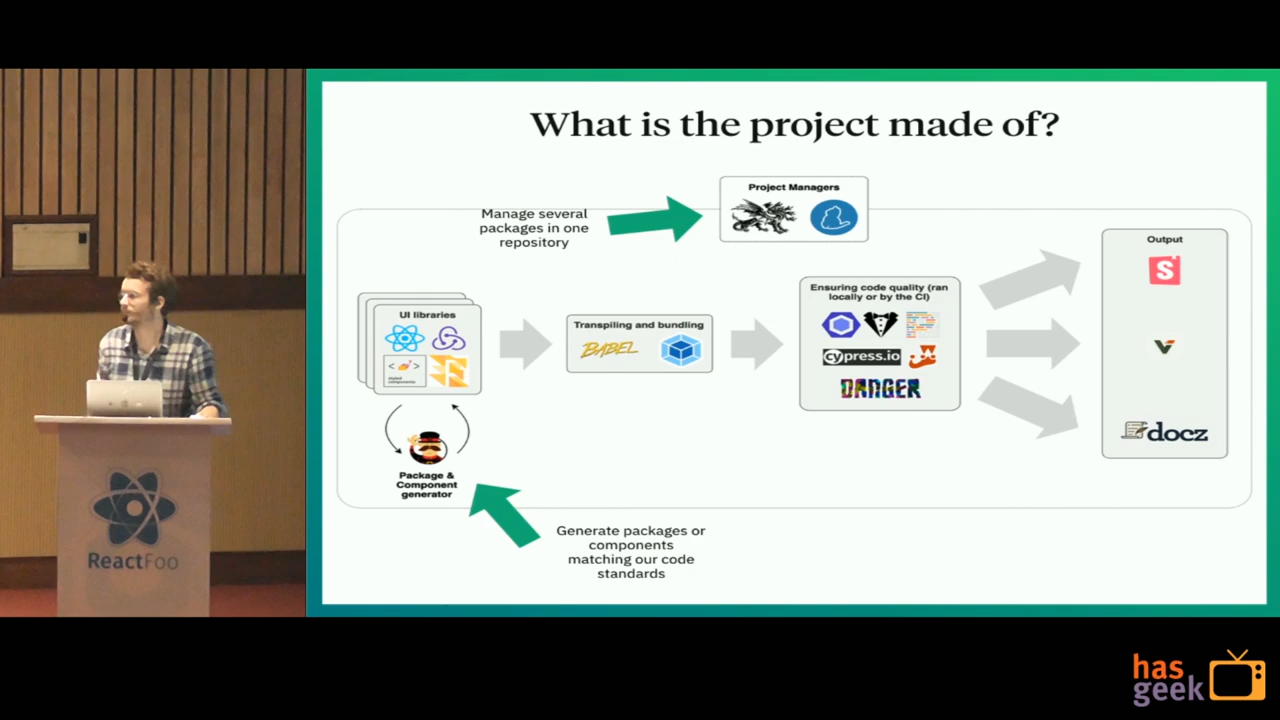 What is the project made of?
Project Managers
Manage several
packages in one
repository
Output
S
UI libraries
< >
styled
components
Transpiling and bundling
BABEL
Ensuring code quality (ran
locally or by the CI)
cypress.io
DANGER
docz
Package &
Component
generator
Generate packages or
components
matching our code
standards
ReactFoo
has
geek